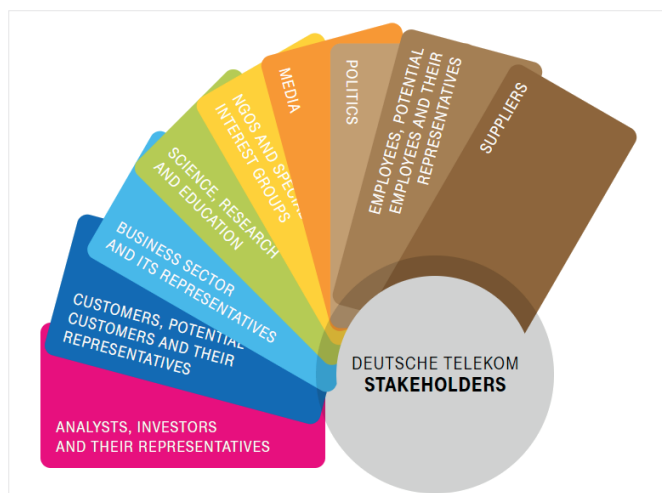 ANALYSTS, INVESTORS
AND THEIR REPRESENTATIVES
CUSTOMERS, POTENTIAL
CUSTOMERS AND THEIR
REPRESENTATIVES
BUSINESS SECTOR
AND ITS REPRESENTATIVES
SCIENCE, RESEARCH
AND EDUCATION
NGOS AND SPECIAL
INTEREST GROUPS
MEDIA
POLITICS
EMPLOYEES, POTENTIAL
EMPLOYEES AND THEIR
REPRESENTATIVES
SUPPLIERS
DEUTSCHE TELEKOM
STAKEHOLDERS